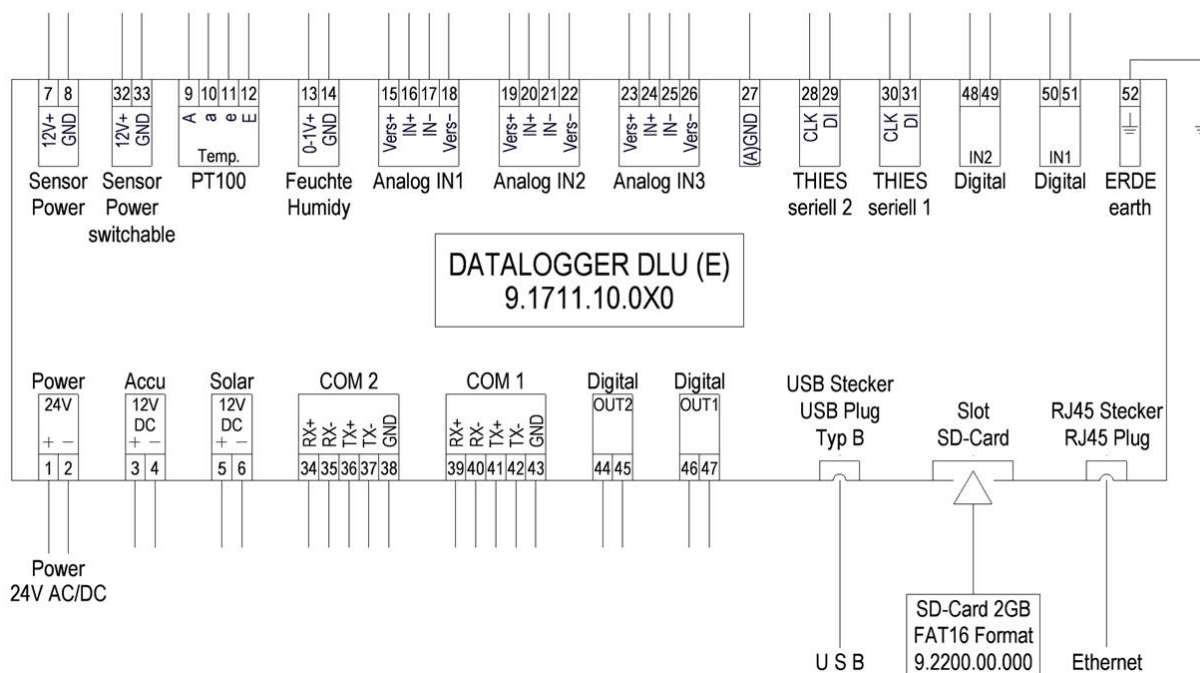 7 8 32 33 9 10 11 12 13 14 15 16 17 18 19 20 21 22 23 24 25 26 27 28 29 30 31 48 49 50 51 52
12V+ GND 12V+ GND A a e E 0-1V+ GND Vers+ IN+ IN- Vers- Vers+ IN+ IN- Vers- Vers+ IN+ IN- Vers- (A)GND CLK DI CLK DI
Temp. IN2 IN1
Sensor Sensor PT100 Feuchte Analog IN1 Analog IN2 Analog IN3 THIES THIES Digital Digital ERDE
Power Power Humidy seriell 2 seriell 1 earth
switchable
DATALOGGER DLU (E)
9.1711.10.0X0
Power Accu Solar COM 2 COM 1 Digital Digital USB Stecker
24V 12V 12V OUT2 OUT1 USB Plug Slot RJ45 Stecker
DC DC Typ B SD-Card RJ45 Plug
+ − + − + − RX+ RX- TX+ TX- GND RX+ RX- TX+ TX- GND
1 2 3 4 5 6 34 35 36 37 38 39 40 41 42 43 44 45 46 47
Power
24V AC/DC
SD-Card 2GB
FAT16 Format
U S B 9.2200.00.000 Ethernet